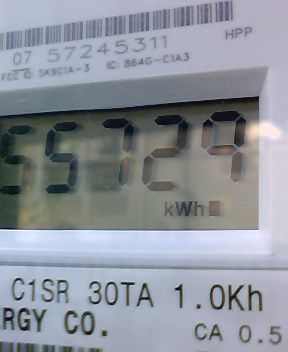 07 57245311
HPP
FCC ID: SK9C1A-3 IC: 864G-C1A3
55729
kWh
C1SR 30TA 1.0Kh
RGY CO.
CA 0.5